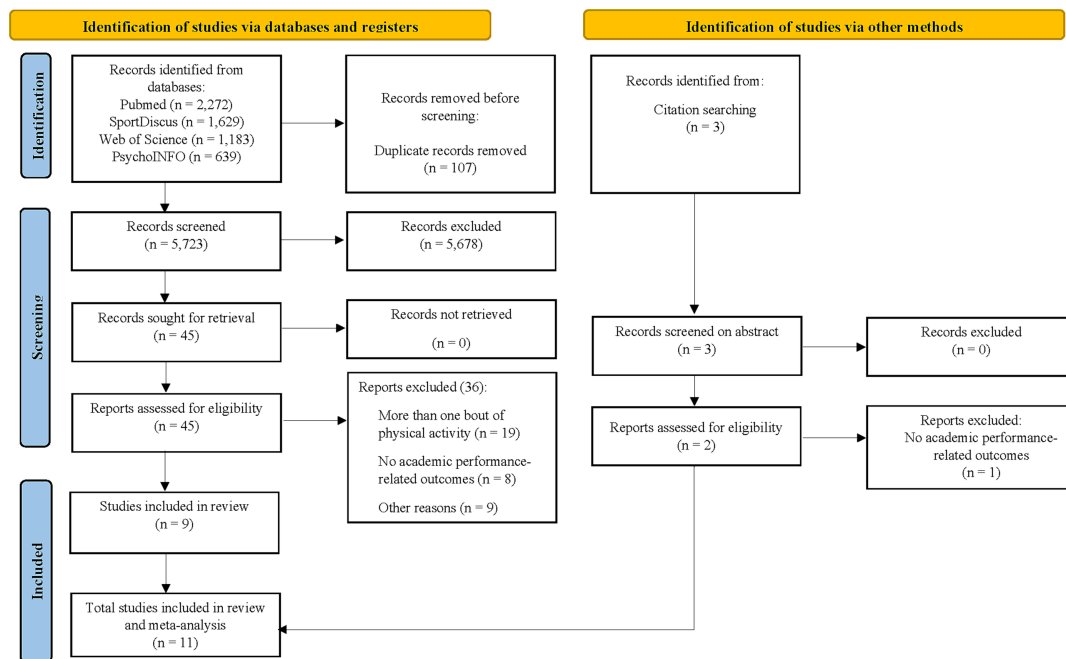 Identification of studies via databases and registers
Identification of studies via other methods
Identification
Records identified from
databases:
Pubmed (n = 2,272)
SportDiscus (n = 1,629)
Web of Science (n = 1,183)
PsychoINFO (n = 639)
Records removed before
screening:
Duplicate records removed
(n = 107)
Records identified from:
Citation searching
(n = 3)
Screening
Records screened
(n = 5,723)
Records excluded
(n = 5,678)
Records sought for retrieval
(n = 45)
Records not retrieved
(n = 0)
Records screened on abstract
(n = 3)
Records excluded
(n = 0)
Reports assessed for eligibility
(n = 45)
Reports excluded (36):
More than one bout of
physical activity (n = 19)
No academic performance-
related outcomes (n = 8)
Other reasons (n = 9)
Reports assessed for eligibility
(n = 2)
Reports excluded:
No academic performance-
related outcomes
(n = 1)
Included
Studies included in review
(n = 9)
Total studies included in review
and meta-analysis
(n = 11)